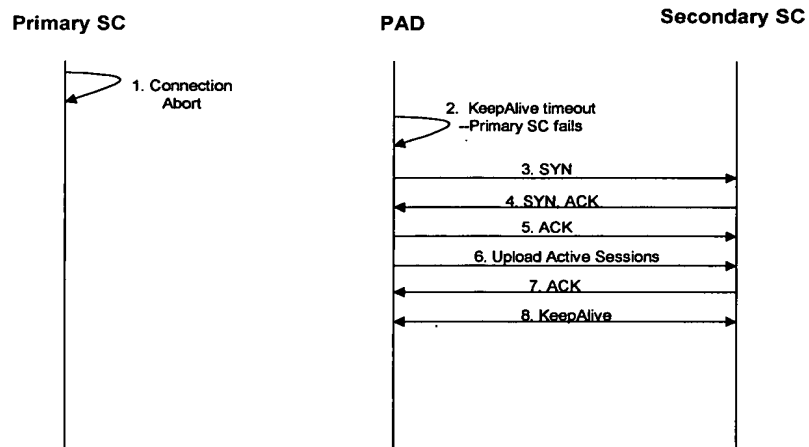 Primary SC
PAD
Secondary SC
1. Connection
Abort
2. KeepAlive timeout
--Primary SC fails
3. SYN
4. SYN, ACK
5. ACK
6. Upload Active Sessions
7. ACK
8. KeepAlive